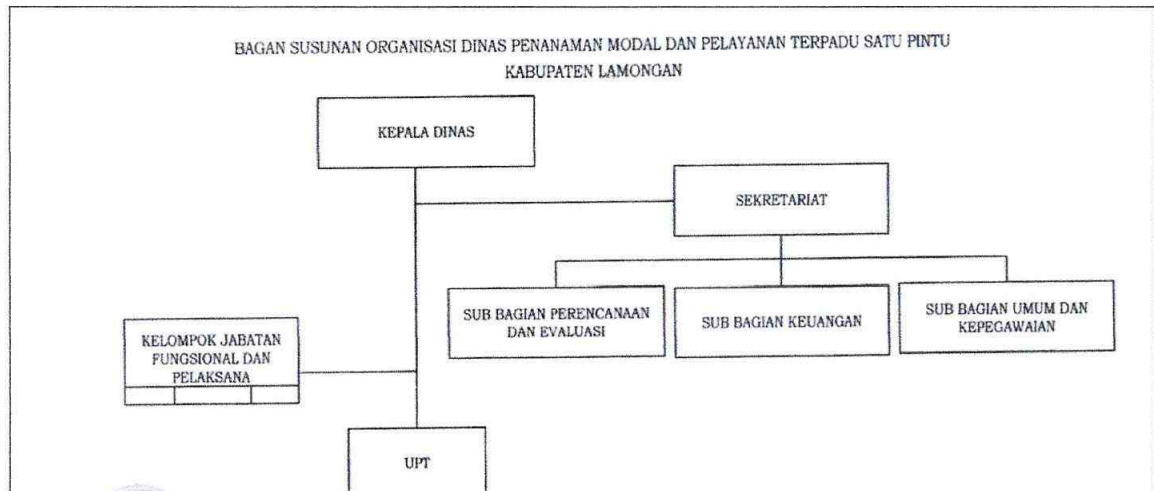 BAGAN SUSUNAN ORGANISASI DINAS PENANAMAN MODAL DAN PELAYANAN TERPADU SATU PINTU
KABUPATEN LAMONGAN
KEPALA DINAS
SEKRETARIAT
SUB BAGIAN PERENCANAAN
DAN EVALUASI
SUB BAGIAN KEUANGAN
SUB BAGIAN UMUM DAN
KEPEGAWAIAN
KELOMPOK JABATAN
FUNGSIONAL DAN
PELAKSANA
UPT